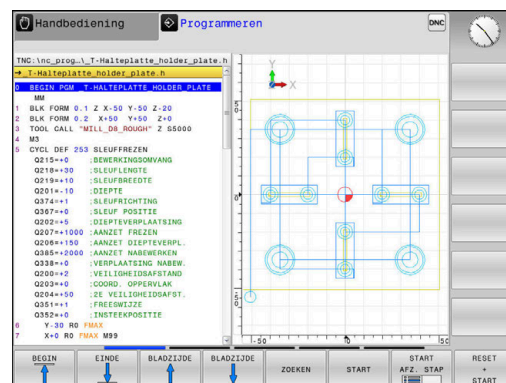 Handbediening
Programmeren
DNC
TNC:\nc_prog…\_T-Halteplatte_holder_plate.h
→_T-Halteplatte_holder_plate.h
0 BEGIN PGM _T-HALTEPLATTE_HOLDER_PLATE
MM
1 BLK FORM 0.1 Z X-50 Y-50 Z-20
2 BLK FORM 0.2 X+50 Y+50 Z+0
3 TOOL CALL "MILL_D8_ROUGH" Z S5000
4 M3
5 CYCL DEF 253 SLEUFFREZEN
Q215=+0 ;BEWERKINGSOMVANG
Q218=+30 ;SLEUFLENGTE
Q219=+10 ;SLEUFBREEDTE
Q201=-10 ;DIEPTE
Q374=+1 ;SLEUFRICHTING
Q367=+0 ;SLEUF POSITIE
Q202=+5 ;DIEPTEVERPLAATSING
Q207=+1000 ;AANZET FREZEN
Q206=+150 ;AANZET DIEPTEVERPL.
Q385=+2000 ;AANZET NABEWERKEN
Q338=+0 ;VERPLAATSING NABEW.
Q200=+2 ;VEILIGHEIDSAFSTAND
Q203=+0 ;COORD. OPPERVLAK
Q204=+50 ;2E VEILIGHEIDSAFST.
Q351=+1 ;FREESWIJZE
Q352=+0 ;INSTEEKPOSITIE
6 Y-30 R0 FMAX
7 X+0 R0 FMAX M99
Y
X
50
0
-50
-50
0
50
BEGIN
EINDE
BLADZIJDE
BLADZIJDE
ZOEKEN
START
START
AFZ. STAP
RESET
+
START